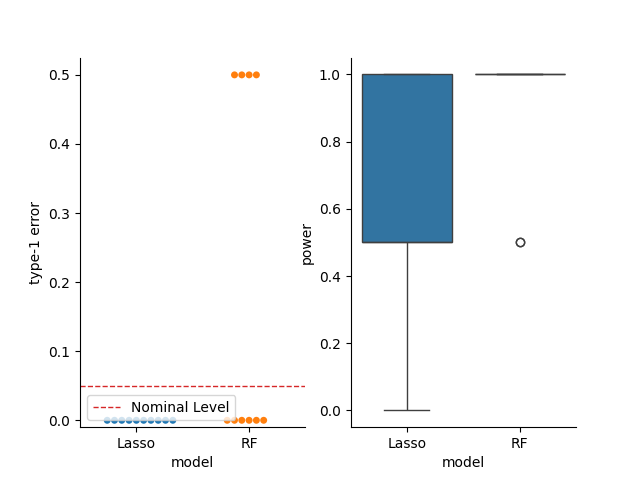 type-1 error
0.5
0.4
0.3
0.2
0.1
0.0
Nominal Level
Lasso
RF
model
power
1.0
0.8
0.6
0.4
0.2
0.0
Lasso
RF
model